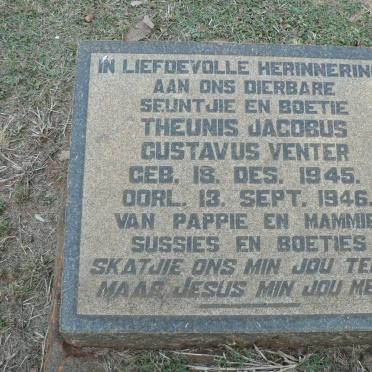 IN LIEFDEVOLLE HERINNERING
AAN ONS DIERBARE
SEUNTJIE EN BOETIE
THEUNIS JACOBUS
GUSTAVUS VENTER
GEB. 18. DES. 1945.
OORL. 13. SEPT. 1946.
VAN PAPPIE EN MAMMIE
SUSSIES EN BOETIES
SKATJIE ONS MIN JOU
MAAR JESUS MIN JOU